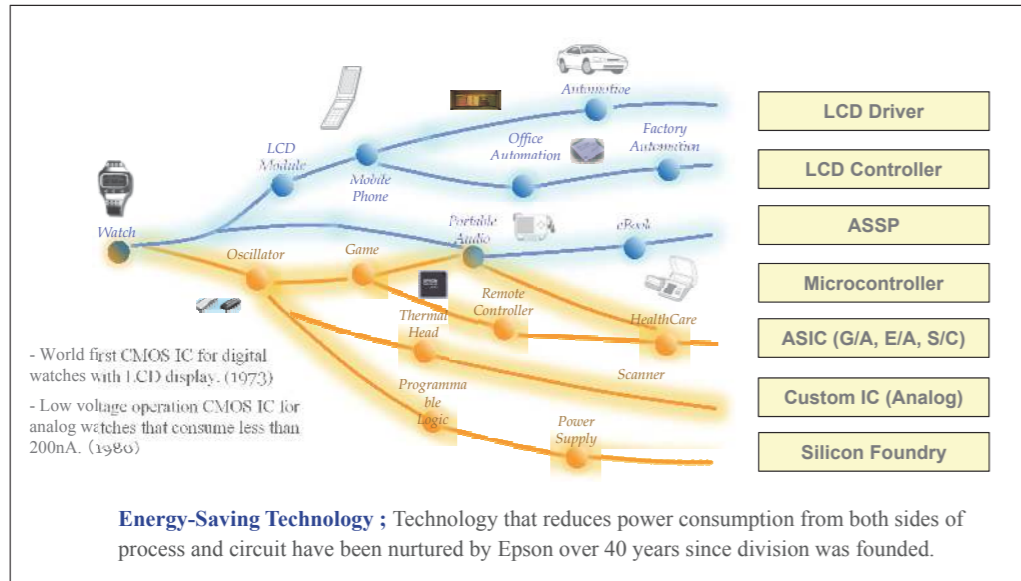 Automotive
LCD
Module
Mobile
Phone
Office
Automation
Factory
Automation
LCD Driver
LCD Controller
Watch
Oscillator
Game
Portable
Audio
eBook
ASSP
Microcontroller
Thermal
Head
Remote
Controller
HealthCare
ASIC (G/A, E/A, S/C)
Scanner
Programma
ble
Logic
Power
Supply
Custom IC (Analog)
Silicon Foundry
- World first CMOS IC for digital
watches with LCD display. (1973)
- Low voltage operation CMOS IC for
analog watches that consume less than
200nA. (1986)
Energy-Saving Technology ; Technology that reduces power consumption from both sides of
process and circuit have been nurtured by Epson over 40 years since division was founded.